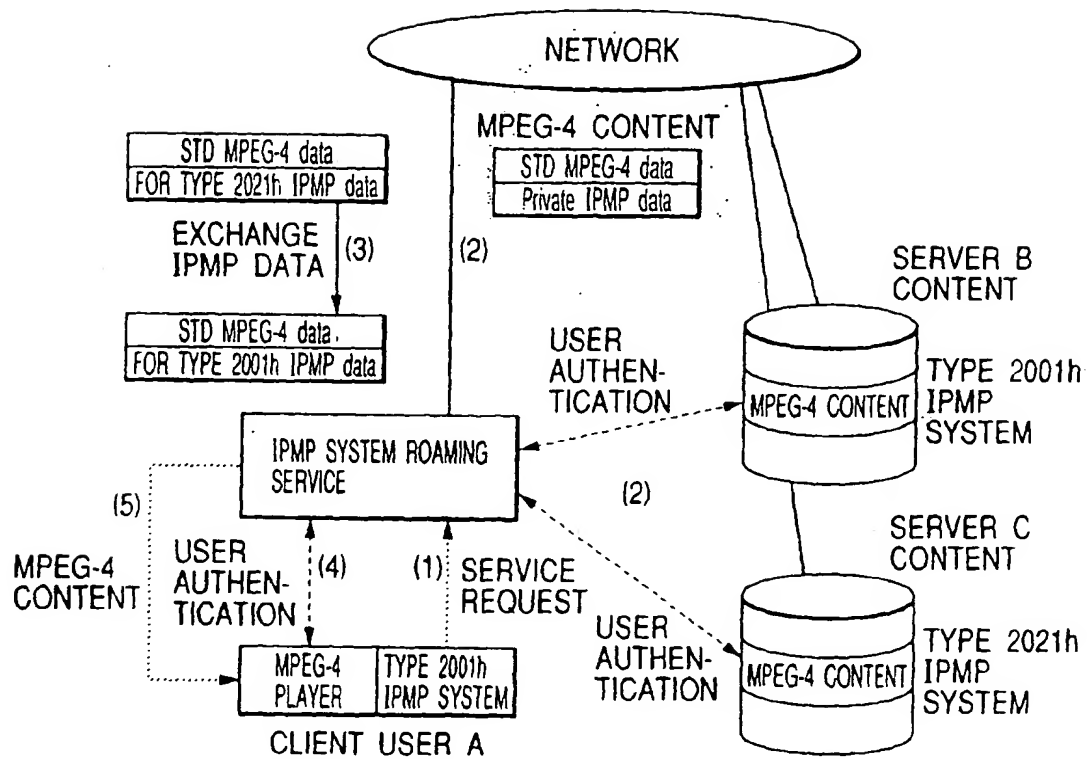 NETWORK
MPEG-4 CONTENT
STD MPEG-4 data
Private IPMP data
STD MPEG-4 data
FOR TYPE 2021h IPMP data
EXCHANGE
IPMP DATA
(3)
(2)
STD MPEG-4 data
FOR TYPE 2001h IPMP data
SERVER B
CONTENT
USER
AUTHEN-
TICATION
MPEG-4 CONTENT
TYPE 2001h
IPMP
SYSTEM
IPMP SYSTEM ROAMING
SERVICE
(2)
(5)
MPEG-4
CONTENT
USER
AUTHEN-
TICATION
(4)
(1)
SERVICE
REQUEST
SERVER C
CONTENT
USER
AUTHEN-
TICATION
MPEG-4 CONTENT
TYPE 2021h
IPMP
SYSTEM
MPEG-4
PLAYER
TYPE 2001h
IPMP SYSTEM
CLIENT USER A